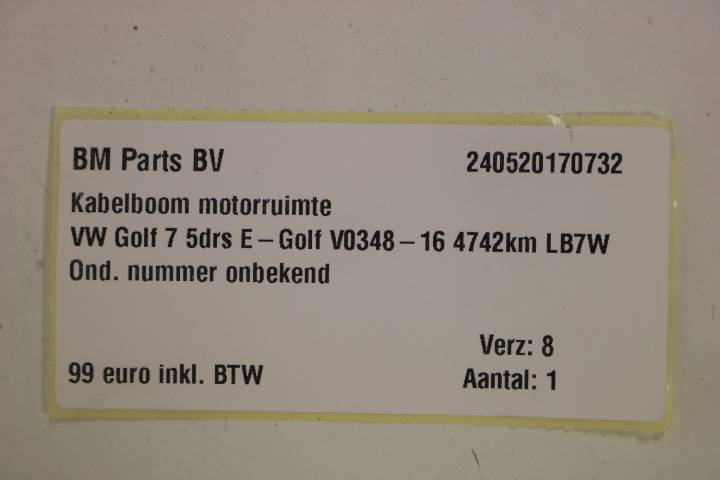 BM Parts BV 240520170732
Kabelboom motorruimte
VW Golf 7 5drs E-Golf V0348-16 4742km LB7W
Ond. nummer onbekend
Verz: 8
99 euro inkl. BTW Aantal: 1